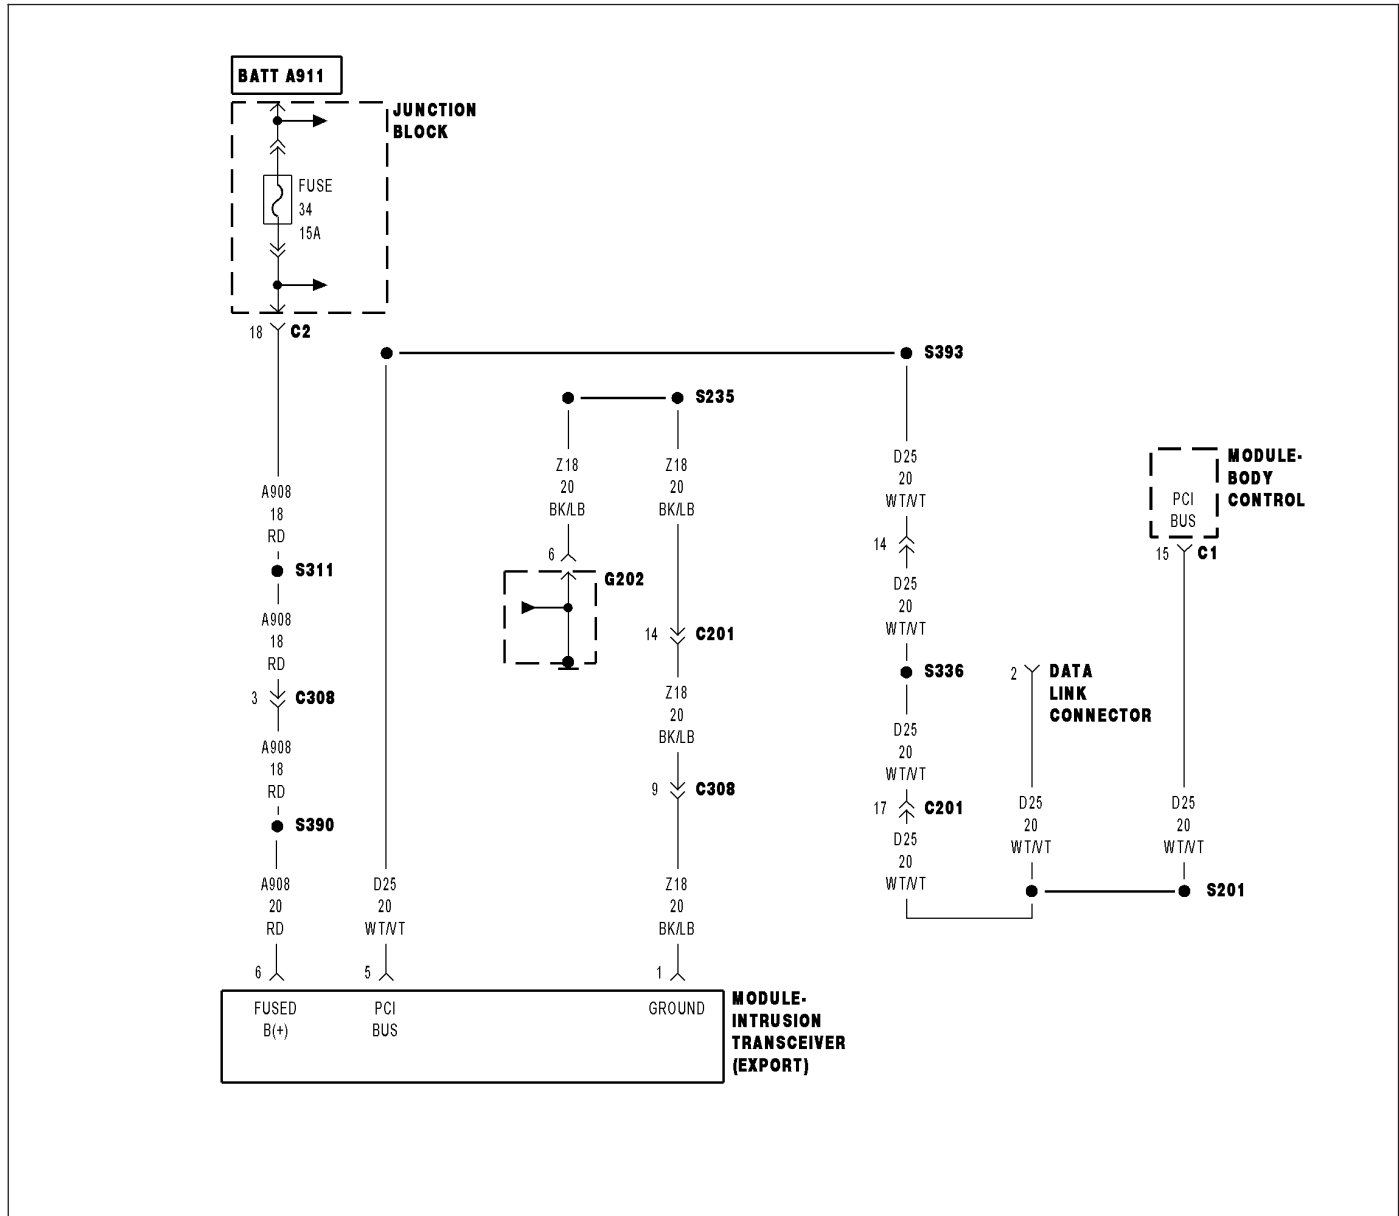 BATT A911
JUNCTION
BLOCK
FUSE
34
15A
18 C2
S393
S235
A908
18
RD
S311
A908
18
RD
3 C308
A908
18
RD
S390
A908
20
RD
6
D25
20
WT/VT
5
Z18
20
BK/LB
6
G202
Z18
20
BK/LB
14 C201
Z18
20
BK/LB
9 C308
Z18
20
BK/LB
1
D25
20
WT/VT
14
D25
20
WT/VT
S336
D25
20
WT/VT
17 C201
D25
20
WT/VT
2 DATA
LINK
CONNECTOR
D25
20
WT/VT
MODULE-
BODY
CONTROL
PCI
BUS
15 C1
D25
20
WT/VT
S201
FUSED
B(+)
PCI
BUS
GROUND
MODULE-
INTRUSION
TRANSCEIVER
(EXPORT)